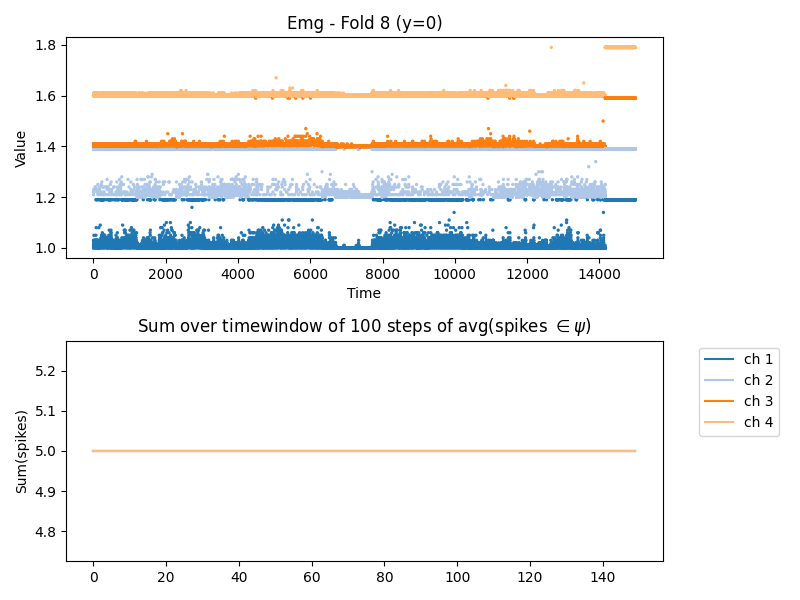 Emg - Fold 8 (y=0)
Value
1.8
1.6
1.4
1.2
1.0
0 2000 4000 6000 8000 10000 12000 14000
Time
Sum over timewindow of 100 steps of avg(spikes ∈ ψ)
Sum(spikes)
5.2
5.1
5.0
4.9
4.8
0 20 40 60 80 100 120 140
ch 1
ch 2
ch 3
ch 4